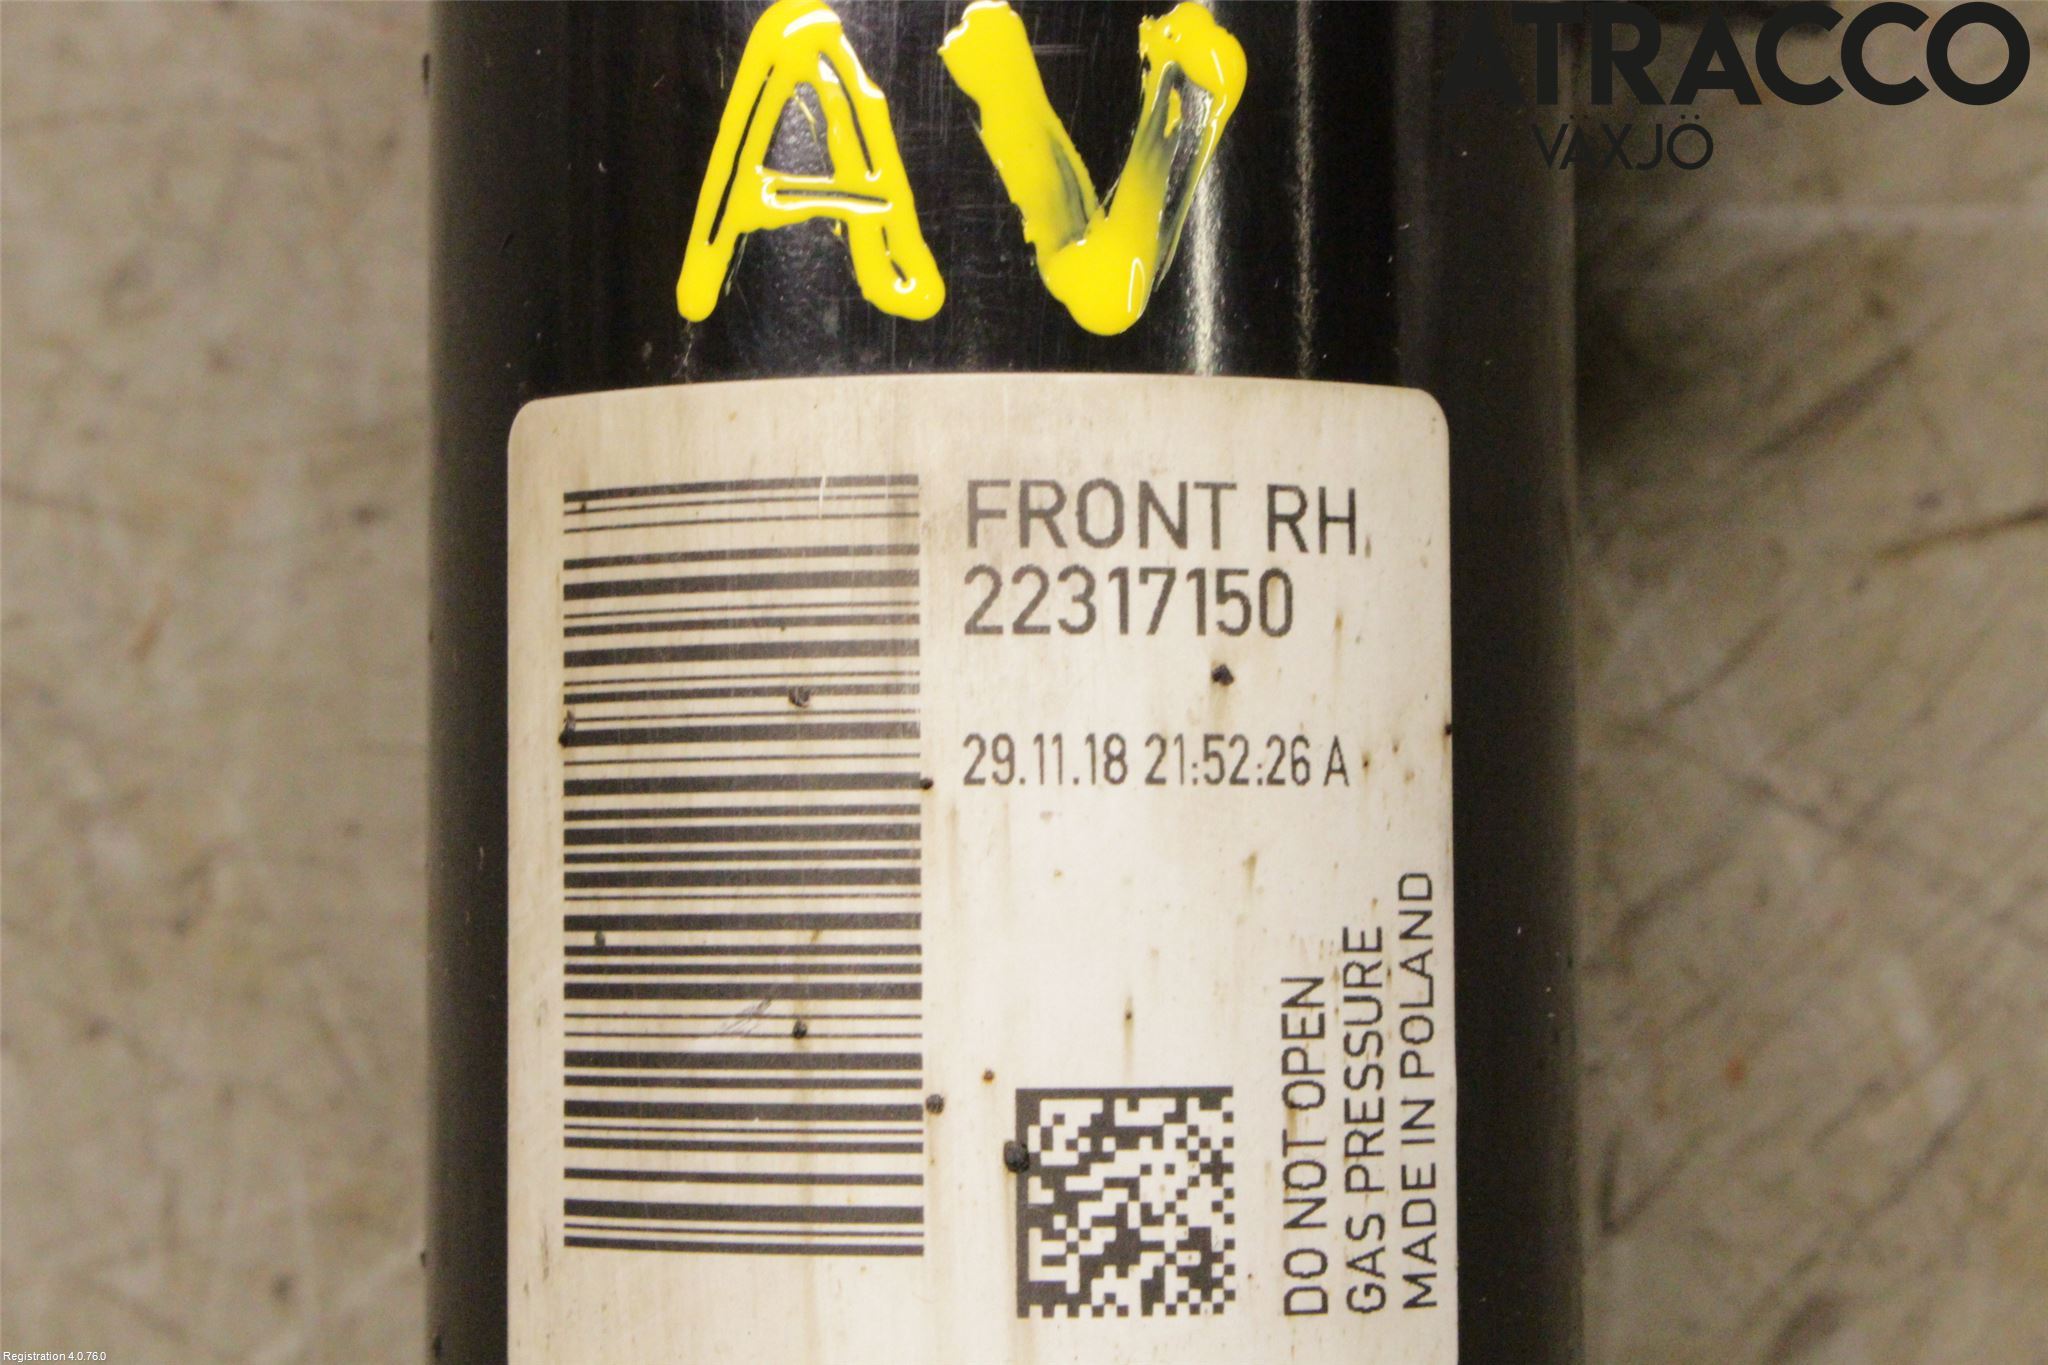 ATRACCO
VÄXJÖ
AV
FRONT RH
22317150
29.11.18 21:52:26 A
DO NOT OPEN
GAS PRESSURE
MADE IN POLAND
Registration 4.0.76.0